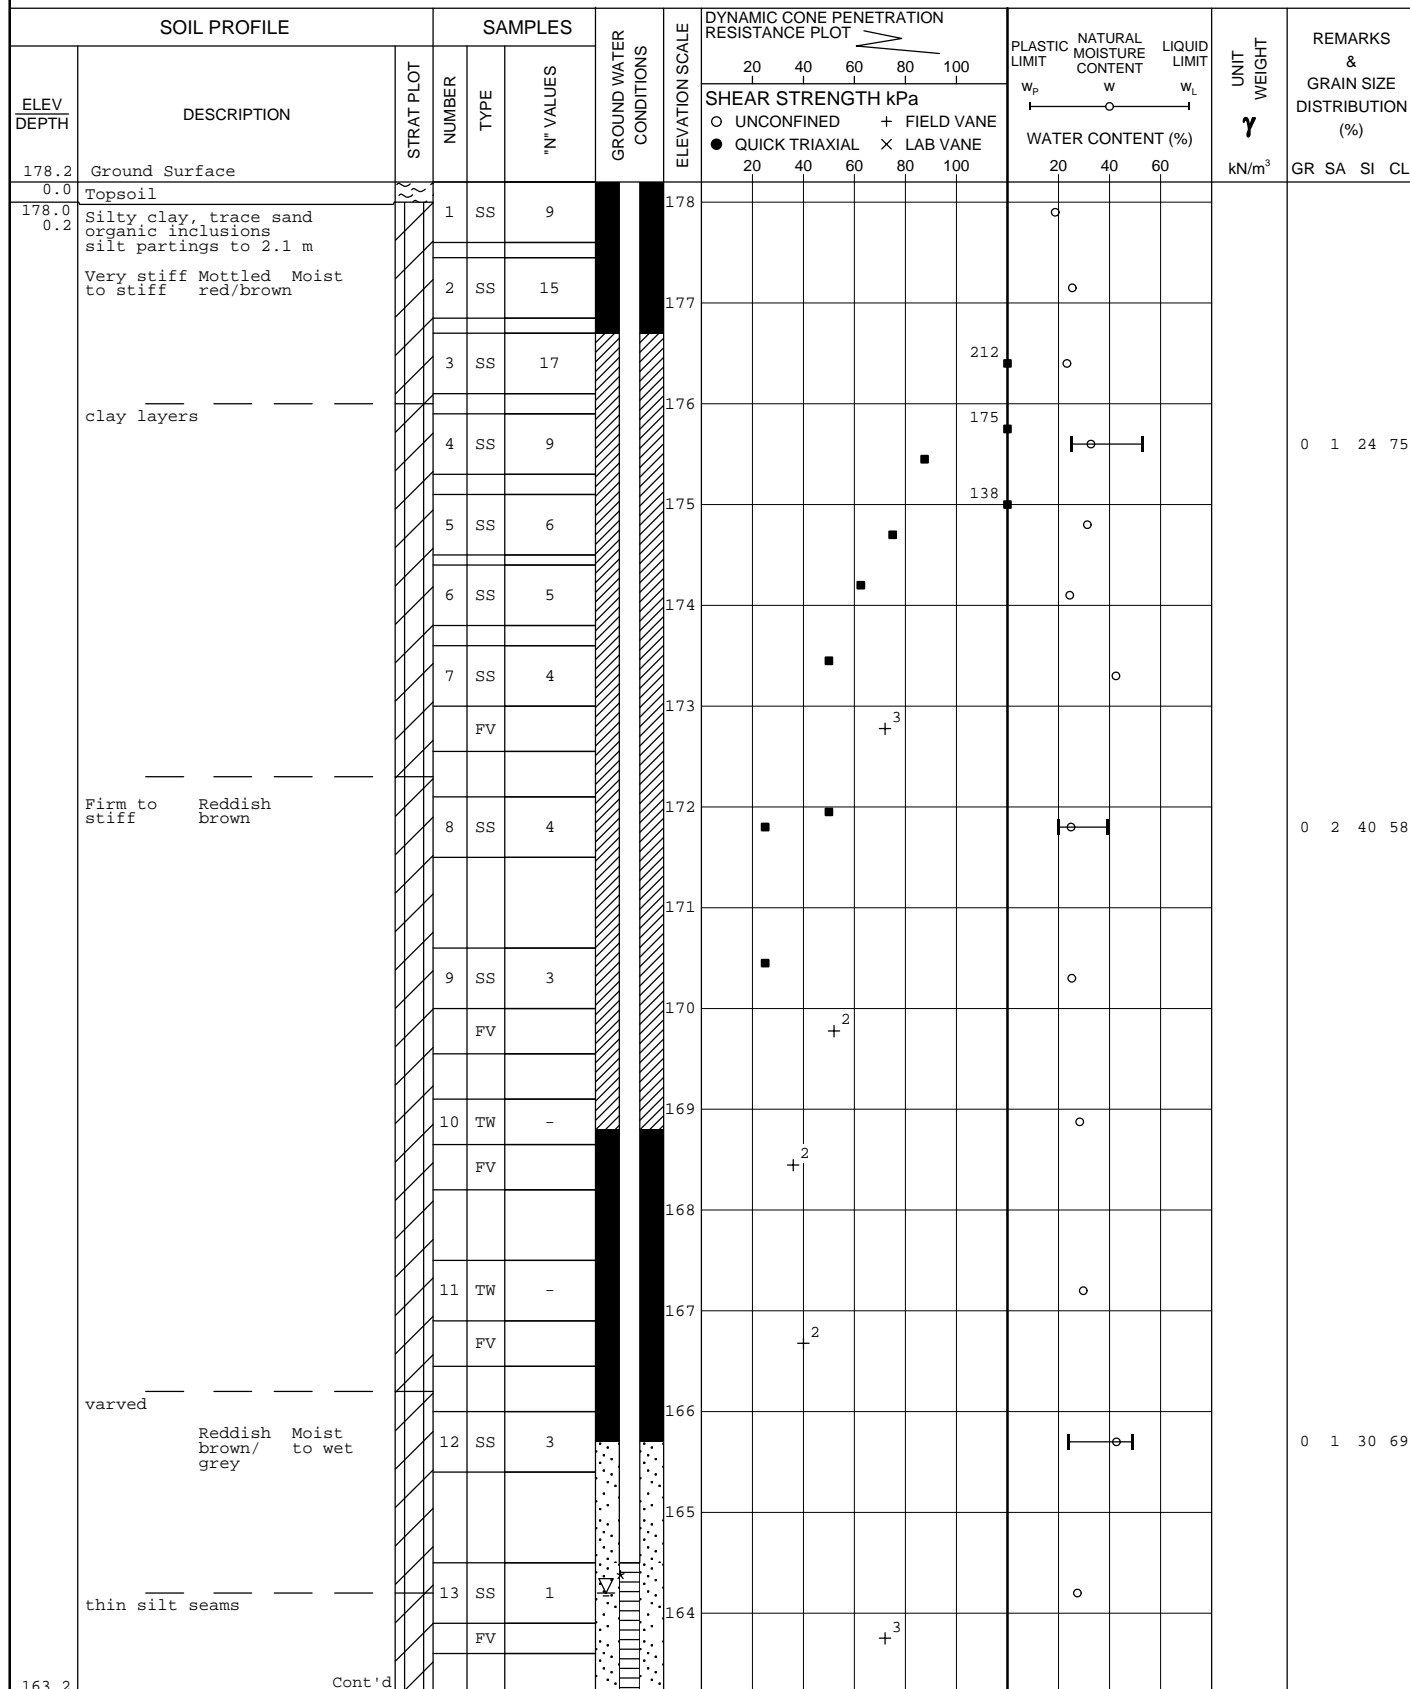 SOIL PROFILE
SAMPLES
GROUND WATER CONDITIONS
ELEVATION SCALE
DYNAMIC CONE PENETRATION
RESISTANCE PLOT
20 40 60 80 100
SHEAR STRENGTH kPa
○ UNCONFINED + FIELD VANE
● QUICK TRIAXIAL × LAB VANE
20 40 60 80 100
PLASTIC LIMIT
NATURAL MOISTURE CONTENT
LIQUID LIMIT
WP W WL
WATER CONTENT (%)
20 40 60
UNIT WEIGHT
γ
kN/m3
REMARKS
&
GRAIN SIZE
DISTRIBUTION
(%)
GR SA SI CL
ELEV
DEPTH
DESCRIPTION
STRAT PLOT
NUMBER
TYPE
"N" VALUES
178.2 Ground Surface
0.0 Topsoil
178.0
0.2
Silty clay, trace sand
organic inclusions
silt partings to 2.1 m
Very stiff Mottled Moist
to stiff red/brown
1 SS 9
178
2 SS 15
177
3 SS 17
212
176
clay layers
175
4 SS 9
0 1 24 75
138
175
5 SS 6
6 SS 5
174
7 SS 4
173
FV
3
Firm to Reddish
stiff brown
172
8 SS 4
0 2 40 58
171
9 SS 3
170
FV
2
169
10 TW -
2
FV
168
11 TW -
167
2
FV
varved
166
Reddish Moist
brown/ to wet
grey
12 SS 3
0 1 30 69
165
13 SS 1
thin silt seams
164
3
FV
163.2 Cont'd